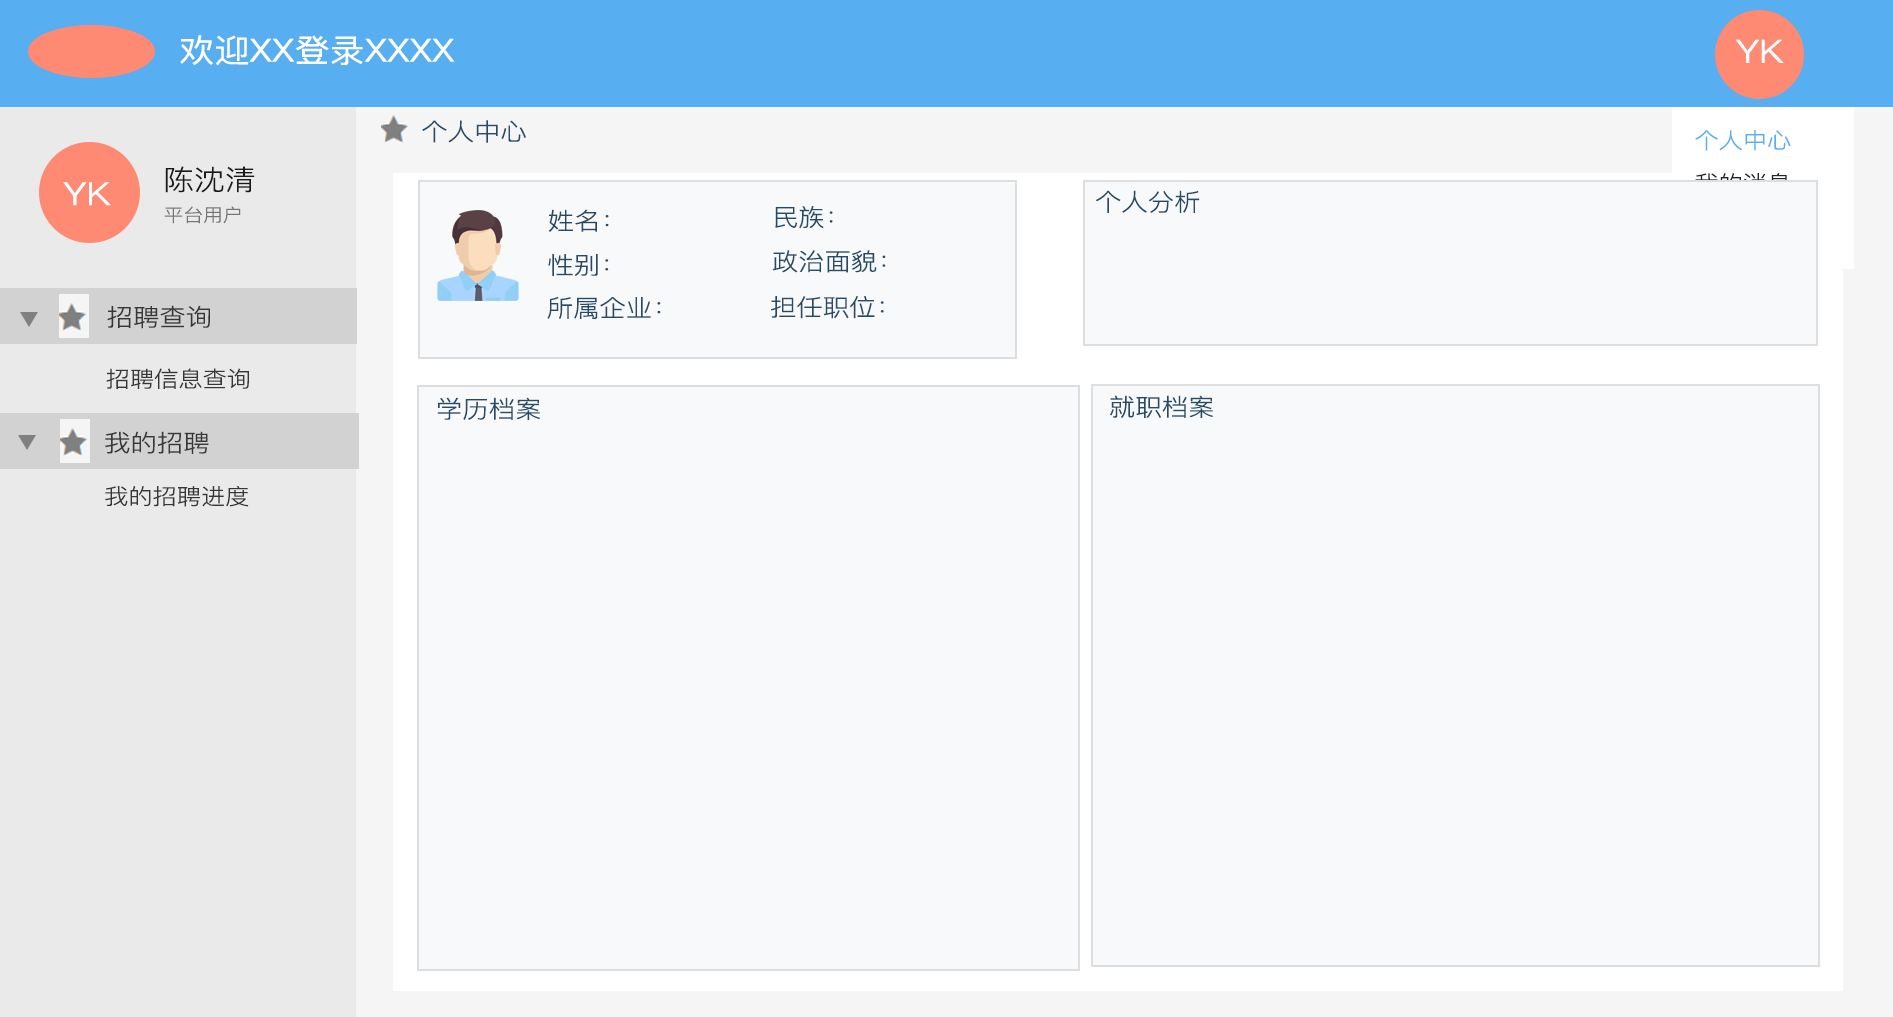 欢迎XX登录XXXX
YK
YK
陈沈清
平台用户
招聘查询
招聘信息查询
我的招聘
我的招聘进度
个人中心
个人中心
我的消息
姓名：
民族：
性别：
政治面貌：
所属企业：
担任职位：
个人分析
学历档案
就职档案